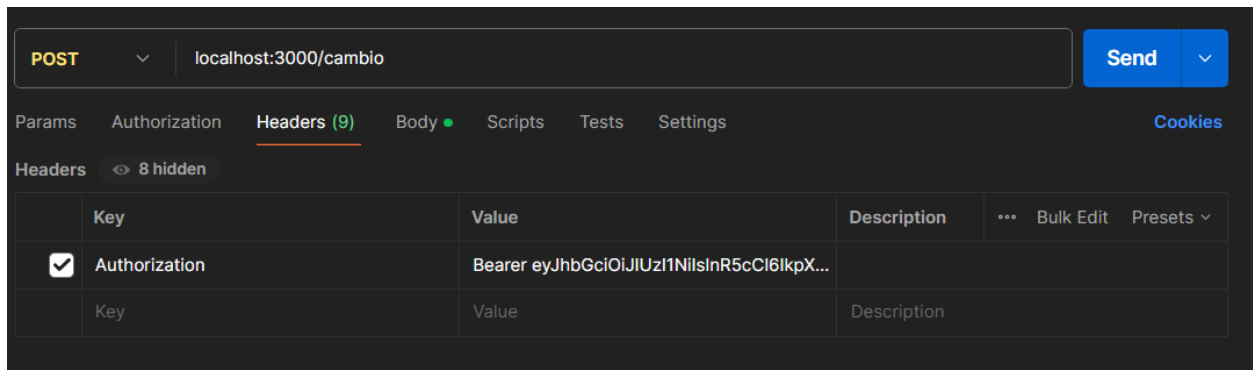 POST localhost:3000/cambio Send
Params Authorization Headers (9) Body Scripts Tests Settings Cookies
Headers 8 hidden
Key Value Description Bulk Edit Presets
Authorization Bearer eyJhbGciOiJIUzI1NiIsInR5cCI6IkpX...
Key Value Description